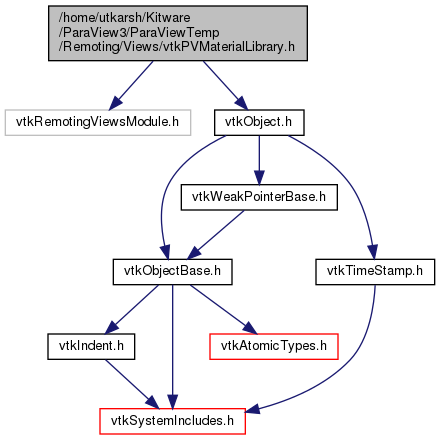 /home/utkarsh/Kitware
/ParaView3/ParaViewTemp
/Remoting/Views/vtkPVMaterialLibrary.h
vtkRemotingViewsModule.h
vtkObject.h
vtkWeakPointerBase.h
vtkObjectBase.h
vtkTimeStamp.h
vtkIndent.h
vtkAtomicTypes.h
vtkSystemIncludes.h